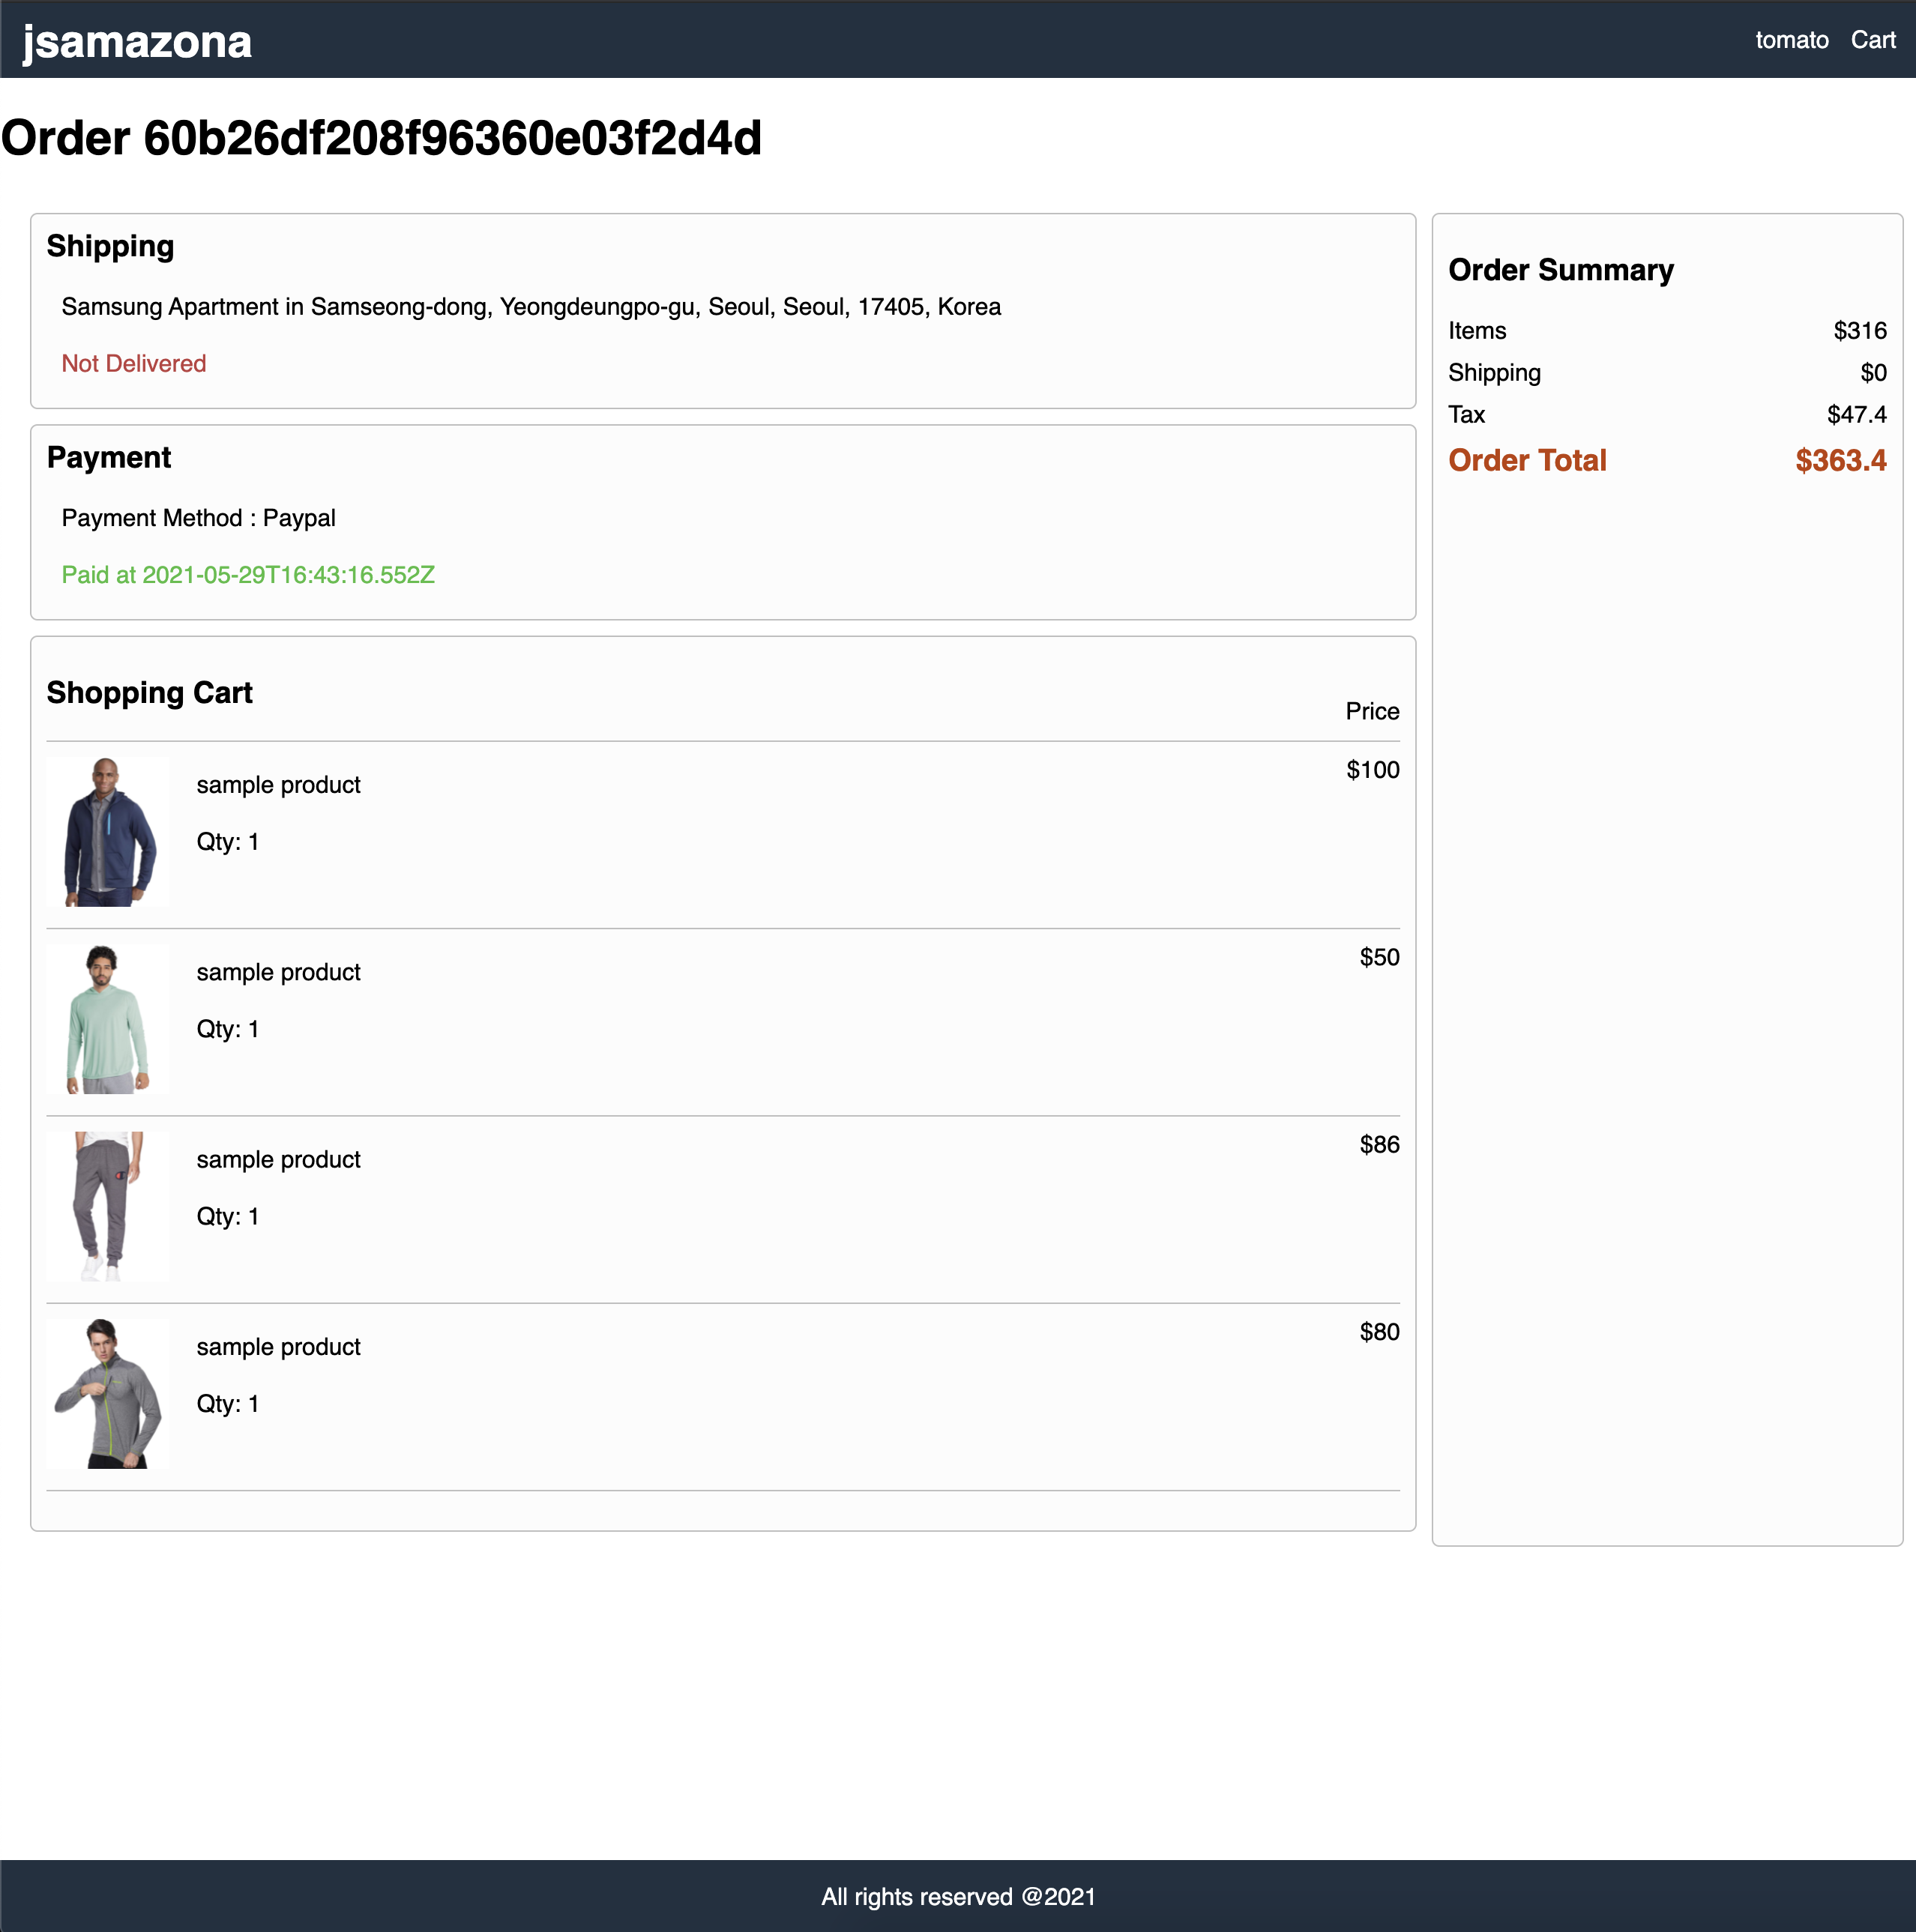 jsamazona
tomato Cart
Order 60b26df208f96360e03f2d4d
Shipping
Samsung Apartment in Samseong-dong, Yeongdeungpo-gu, Seoul, Seoul, 17405, Korea
Not Delivered
Payment
Payment Method : Paypal
Paid at 2021-05-29T16:43:16.552Z
Shopping Cart
Price
sample product
$100
Qty: 1
sample product
$50
Qty: 1
sample product
$86
Qty: 1
sample product
$80
Qty: 1
Order Summary
Items $316
Shipping $0
Tax $47.4
Order Total $363.4
All rights reserved @2021